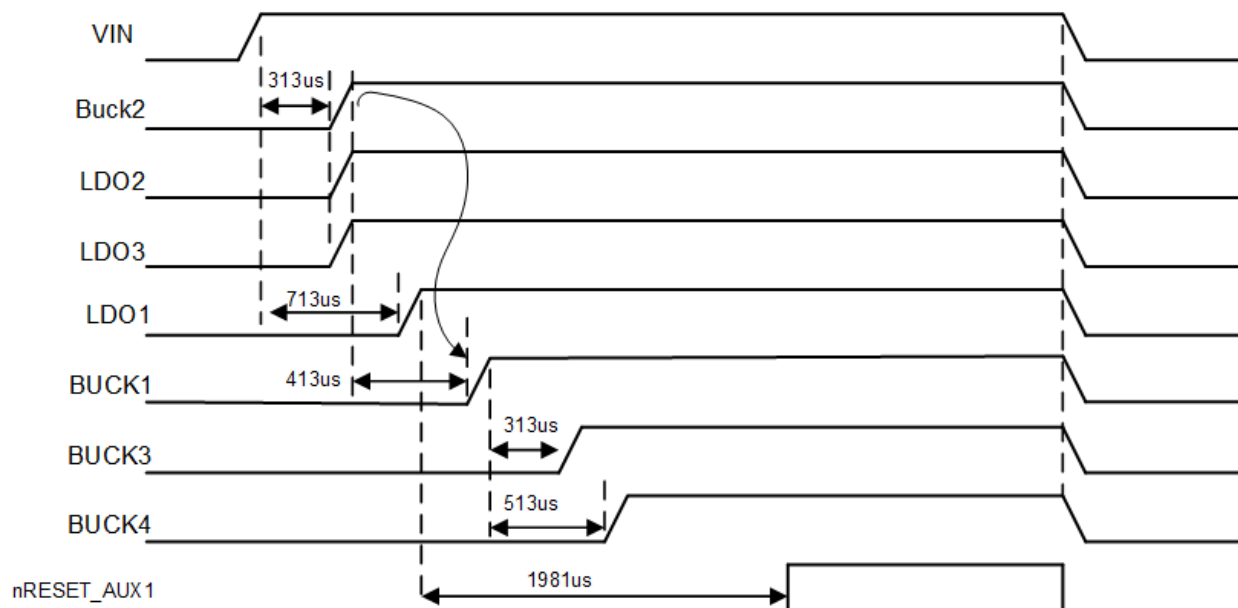 VIN
313us
Buck2
LDO2
LDO3
713us
LDO1
413us
BUCK1
313us
BUCK3
513us
BUCK4
1981us
nRESET_AUX1